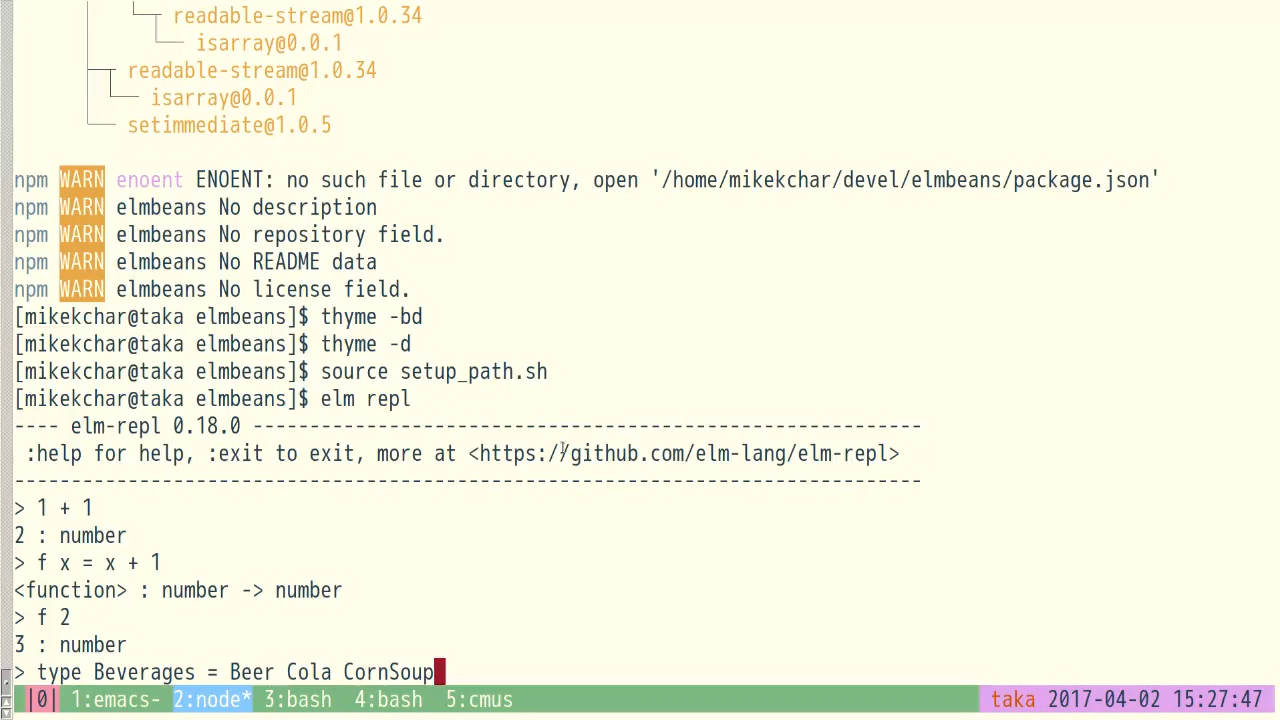 readable-stream@1.0.34
isarray@0.0.1
readable-stream@1.0.34
isarray@0.0.1
setimmediate@1.0.5
npm WARN enoent ENOENT: no such file or directory, open '/home/mikekchar/devel/elmbeans/package.json'
npm WARN elmbeans No description
npm WARN elmbeans No repository field.
npm WARN elmbeans No README data
npm WARN elmbeans No license field.
[mikekchar@taka elmbeans]$ thyme -bd
[mikekchar@taka elmbeans]$ thyme -d
[mikekchar@taka elmbeans]$ source setup_path.sh
[mikekchar@taka elmbeans]$ elm repl
---- elm-repl 0.18.0 -----------------------------------------------------------
 :help for help, :exit to exit, more at <https://github.com/elm-lang/elm-repl>
--------------------------------------------------------------------------------
> 1 + 1
2 : number
> f x = x + 1
<function> : number -> number
> f 2
3 : number
> type Beverages = Beer Cola CornSoup
|0| 1:emacs- 2:node* 3:bash 4:bash 5:cmus taka 2017-04-02 15:27:47